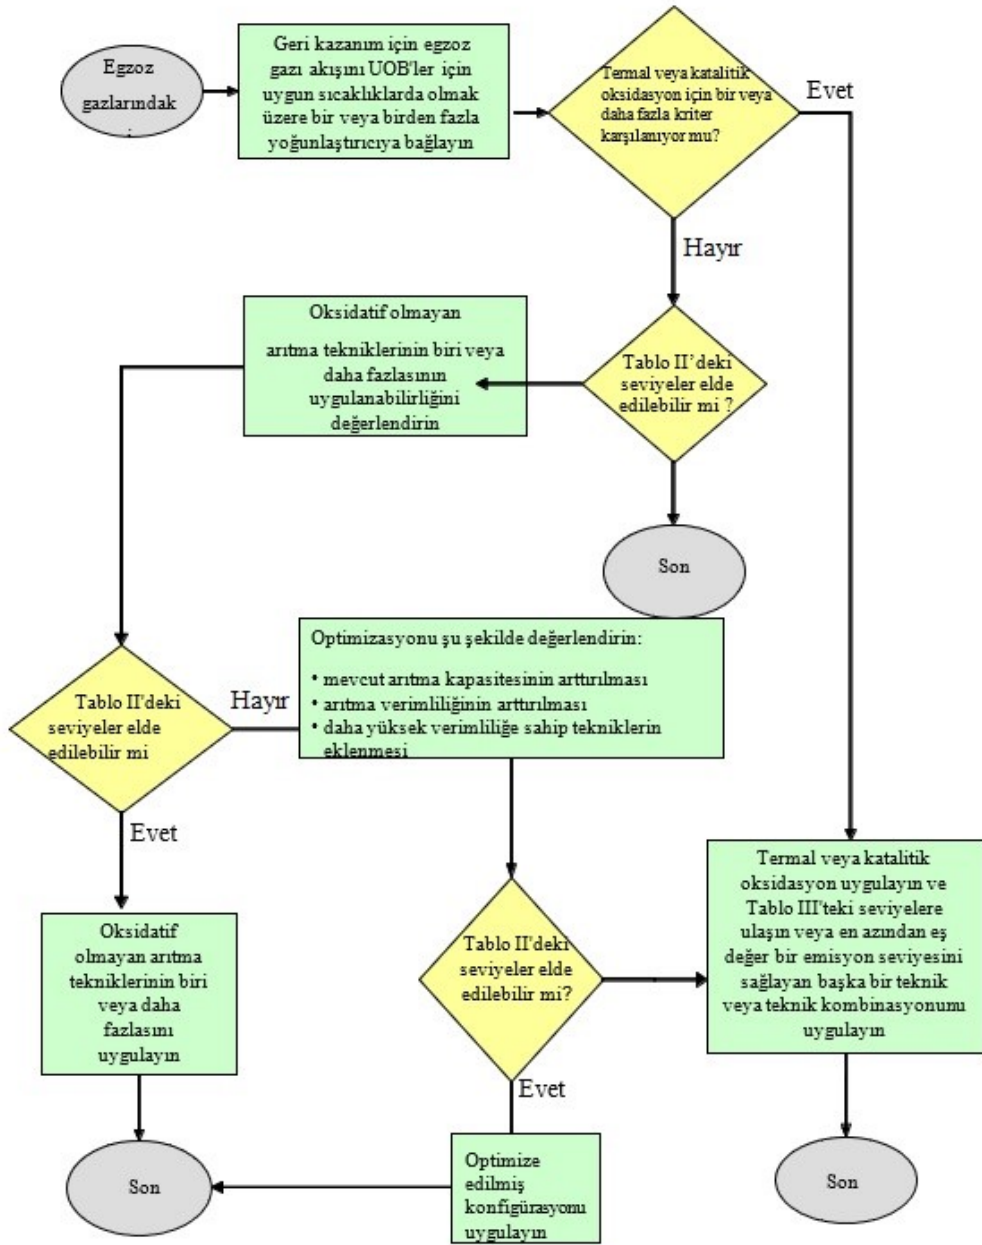 Egzoz
gazlarındak
Geri kazanım için egzoz
gazı akışını UOB'ler için
uygun sıcaklıklarda olmak
üzere bir veya birden fazla
yoğunlaştırıcıya bağlayın
Termal veya katalitik
oksidasyon için bir veya
daha fazla kriter
karşılanıyor mu?
Evet
Hayır
Oksidatif olmayan
arıtma tekniklerinin biri veya
daha fazlasının
uygulanabilirliğini
değerlendirin
Tablo II'deki
seviyeler elde
edilebilir mi ?
Son
Optimizasyonu şu şekilde değerlendirin:
• mevcut arıtma kapasitesinin arttırılması
• arıtma verimliliğinin arttırılması
• daha yüksek verimliliğe sahip tekniklerin
eklenmesi
Tablo II'deki
seviyeler elde
edilebilir mi
Hayır
Evet
Oksidatif
olmayan arıtma
tekniklerinin biri
veya daha
fazlasını
uygulayın
Tablo II'deki
seviyeler elde
edilebilir mi?
Termal veya katalitik
oksidasyon uygulayın ve
Tablo III'teki seviyelere
ulaşın veya en azından eş
değer bir emisyon seviyesini
sağlayan başka bir teknik
veya teknik kombinasyonunu
uygulayın
Evet
Optimize
edilmiş
konfigürasyonu
uygulayın
Son
Son